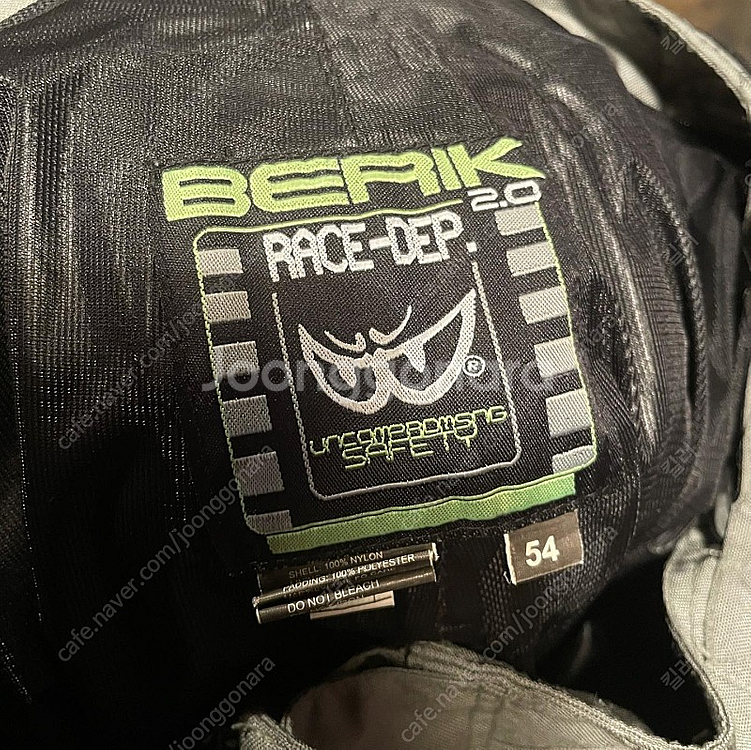 BERIK
2.0
RACE-DEP.
®
UNCOMPROMISING
SAFETY
54
SHELL: 100% NYLON
PADDING: 100% POLYESTER
DO NOT BLEACH
joonggonara
cafe.naver.com/joonggonara